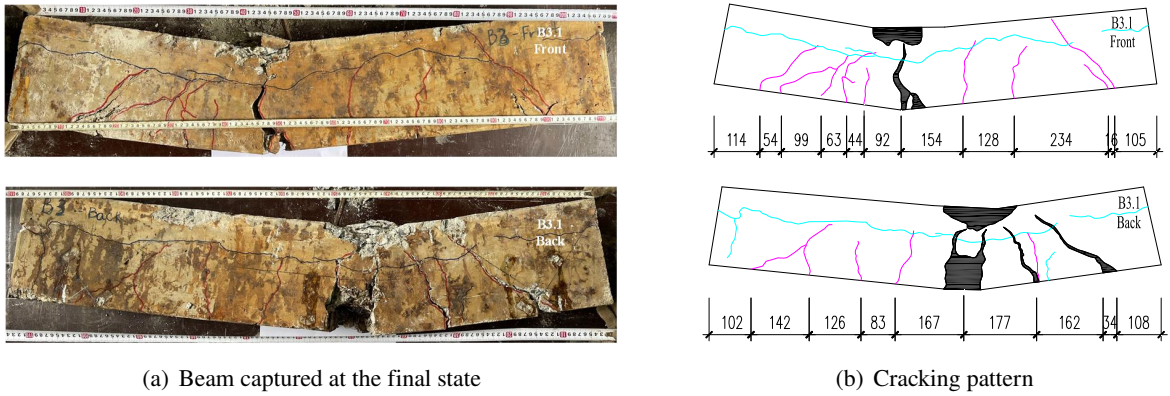 B3.1
Front
B3.1
Front
114 54 99 63 44 92 154 128 234 16 105
B3 - Back
B3.1
Back
B3.1
Back
102 142 126 83 167 177 162 34 108
(a) Beam captured at the final state
(b) Cracking pattern